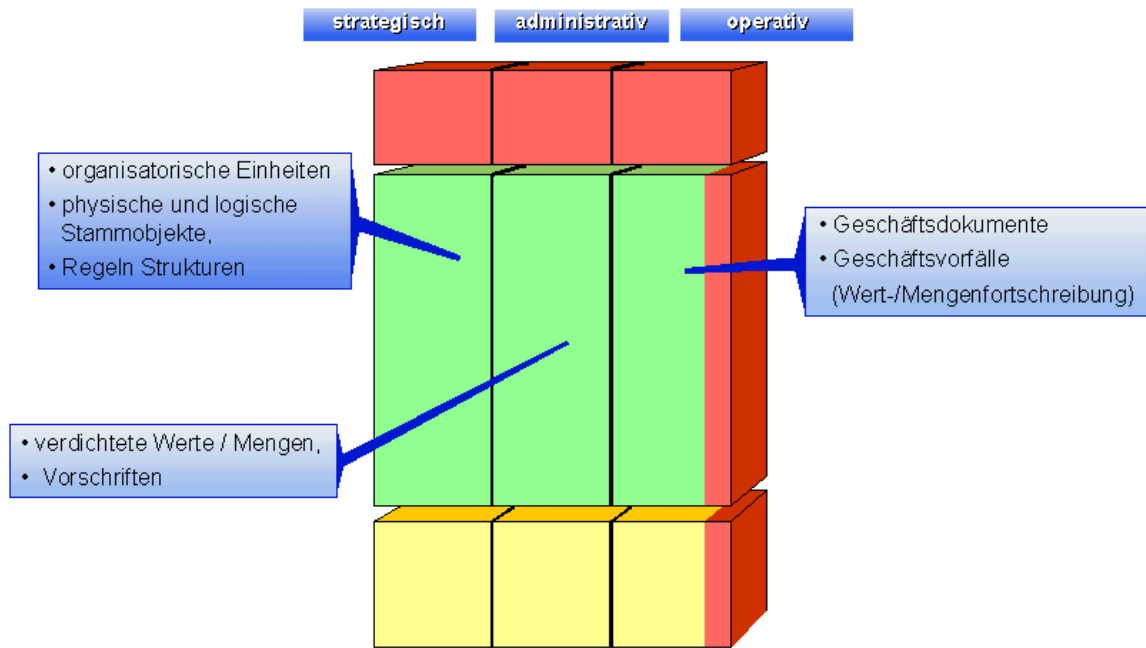 strategisch
administrativ
operativ
• organisatorische Einheiten
• physische und logische
Stammobjekte,
• Regeln Strukturen
• Geschäftsdokumente
• Geschäftsvorfälle
(Wert-/Mengenfortschreibung)
• verdichtete Werte / Mengen,
• Vorschriften